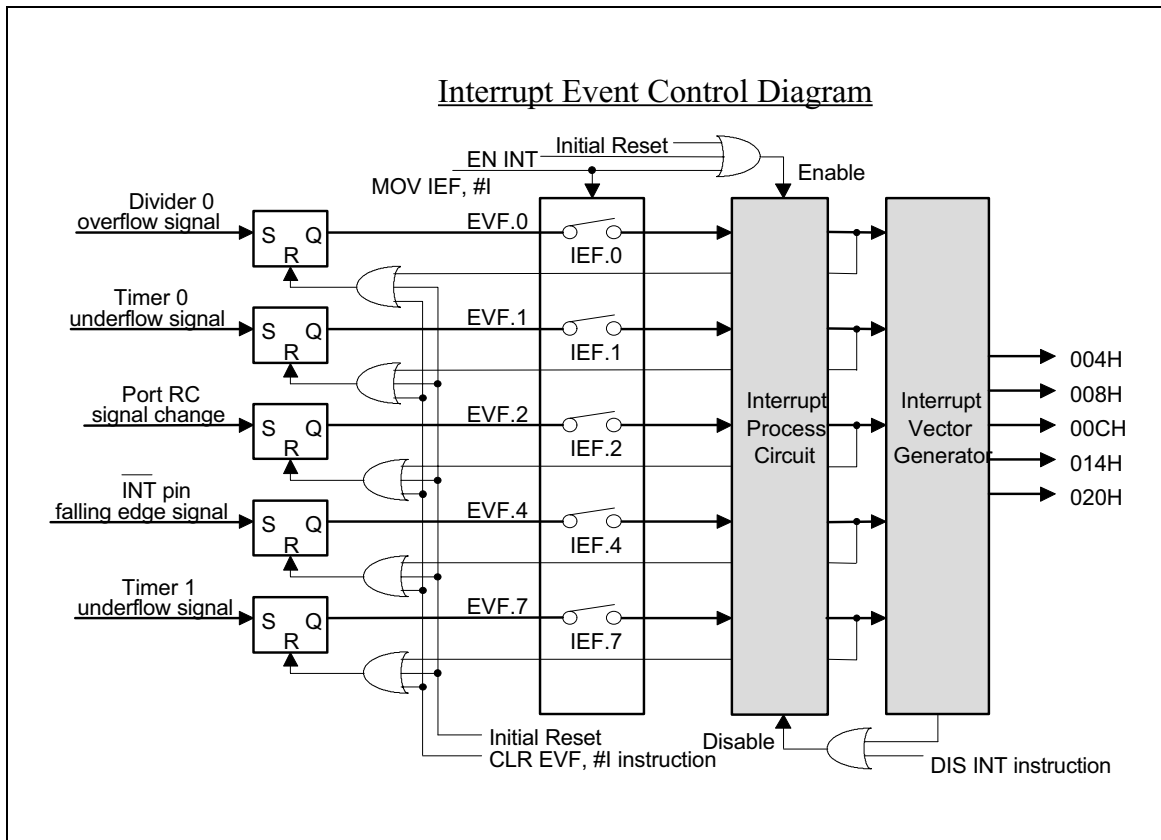 Interrupt Event Control Diagram
Initial Reset
EN INT
MOV IEF, #I
Enable
Divider 0
overflow signal
S Q
R
EVF.0
IEF.0
Timer 0
underflow signal
S Q
R
EVF.1
IEF.1
Port RC
signal change
S Q
R
EVF.2
IEF.2
INT pin
falling edge signal
S Q
R
EVF.4
IEF.4
Timer 1
underflow signal
S Q
R
EVF.7
IEF.7
Interrupt
Process
Circuit
Interrupt
Vector
Generator
004H
008H
00CH
014H
020H
Initial Reset
CLR EVF, #I instruction
Disable
DIS INT instruction